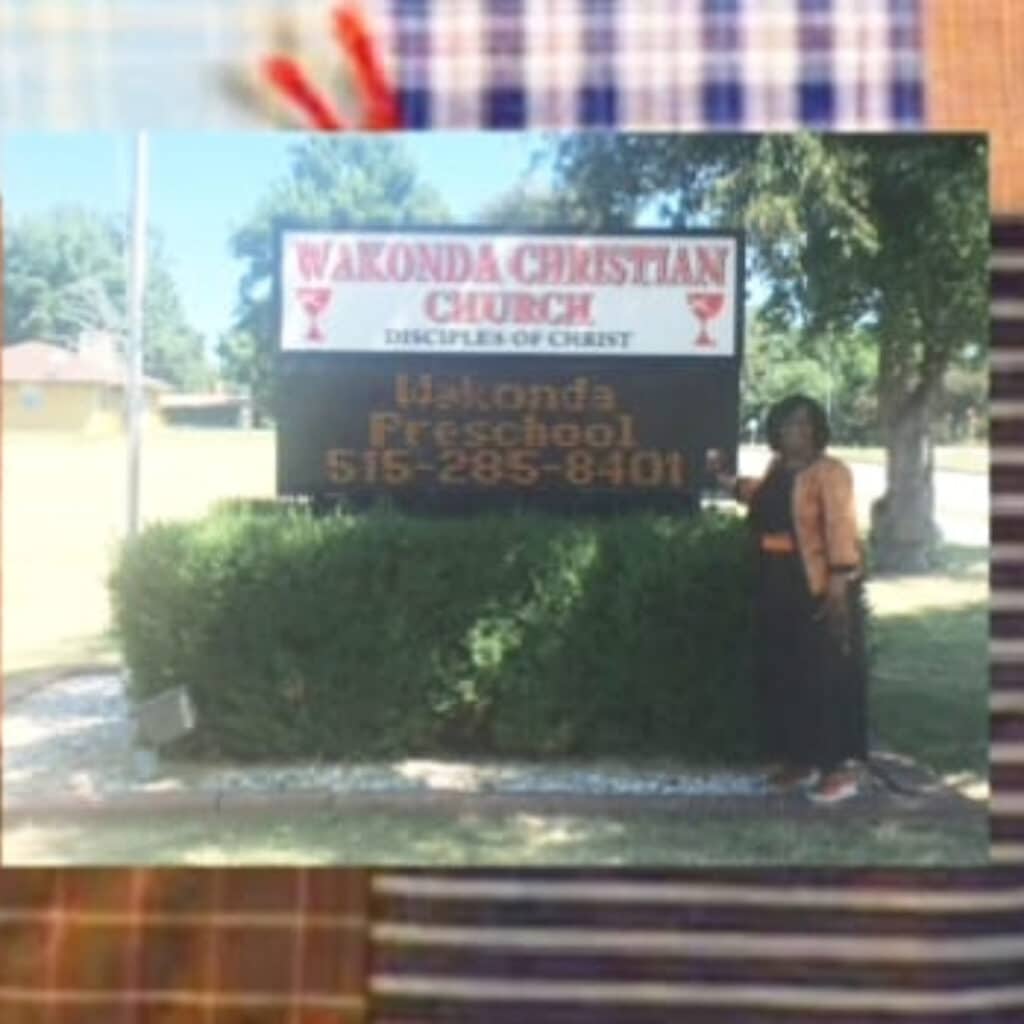 WAKONDA CHRISTIAN
CHURCH
DISCIPLES OF CHRIST
Wakonda
Preschool
515-285-8401